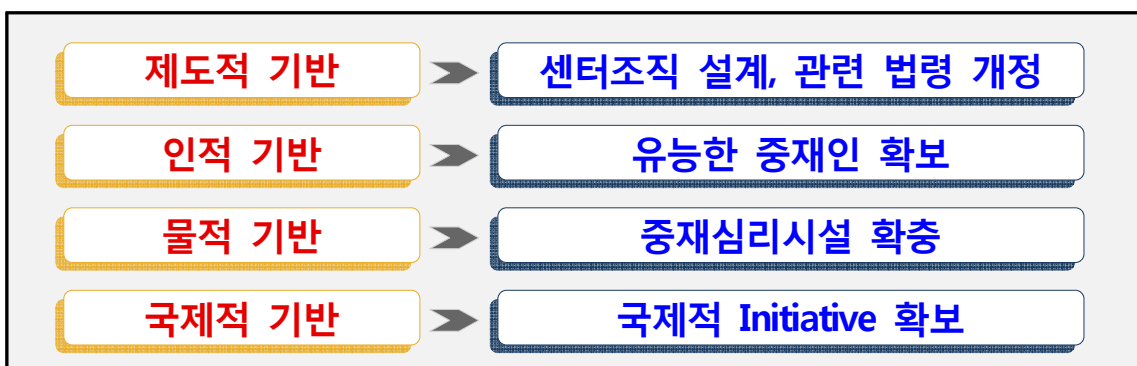 제도적 기반
센터조직 설계, 관련 법령 개정
인적 기반
유능한 중재인 확보
물적 기반
중재심리시설 확충
국제적 기반
국제적 Initiative 확보